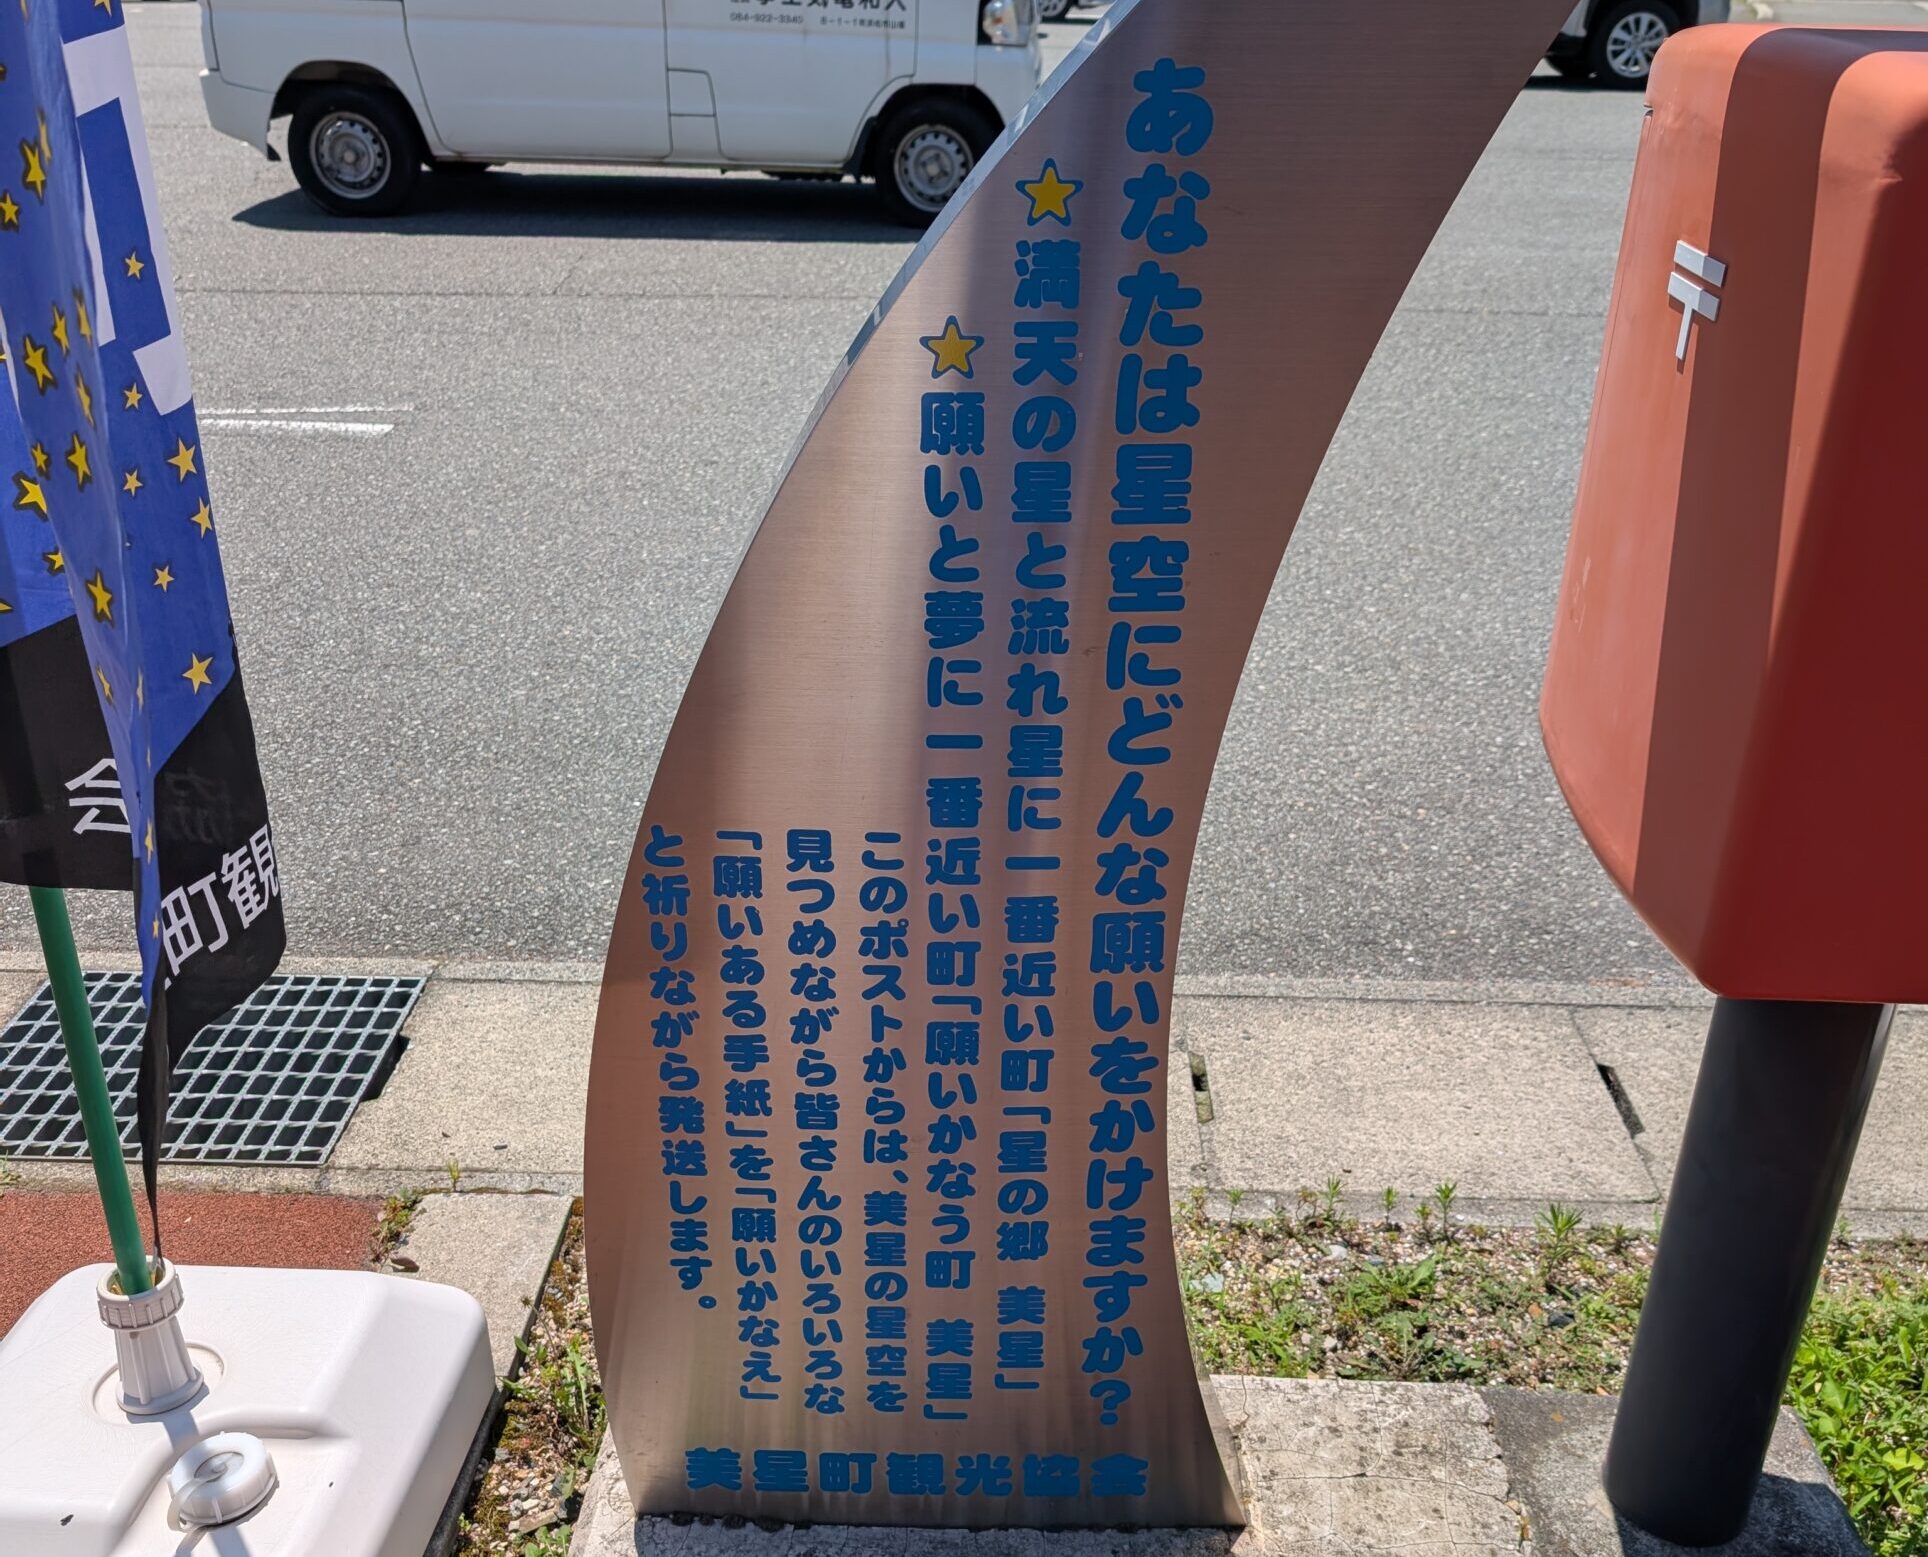 あなたは星空にどんな願いをかけますか?
満天の星と流れ星に一番近い町「星の郷 美星」
願いと夢に一番近い町「願いかなう町 美星」
このポストからは、美星の星空を
見つめながら皆さんのいろいろな
「願いある手紙」を「願いかなえ」
と祈りながら発送します。
美星町観光協会
〒
町観
会
084-922-3340